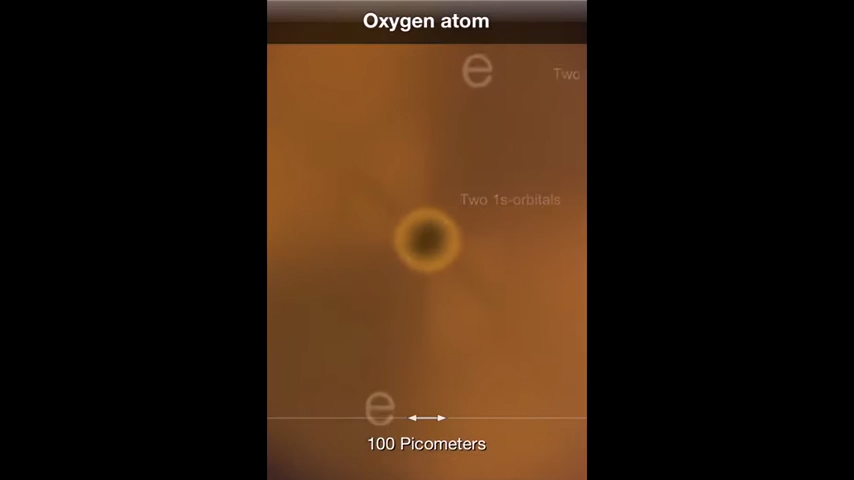 Oxygen atom
e
Two
Two 1s-orbitals
e
100 Picometers